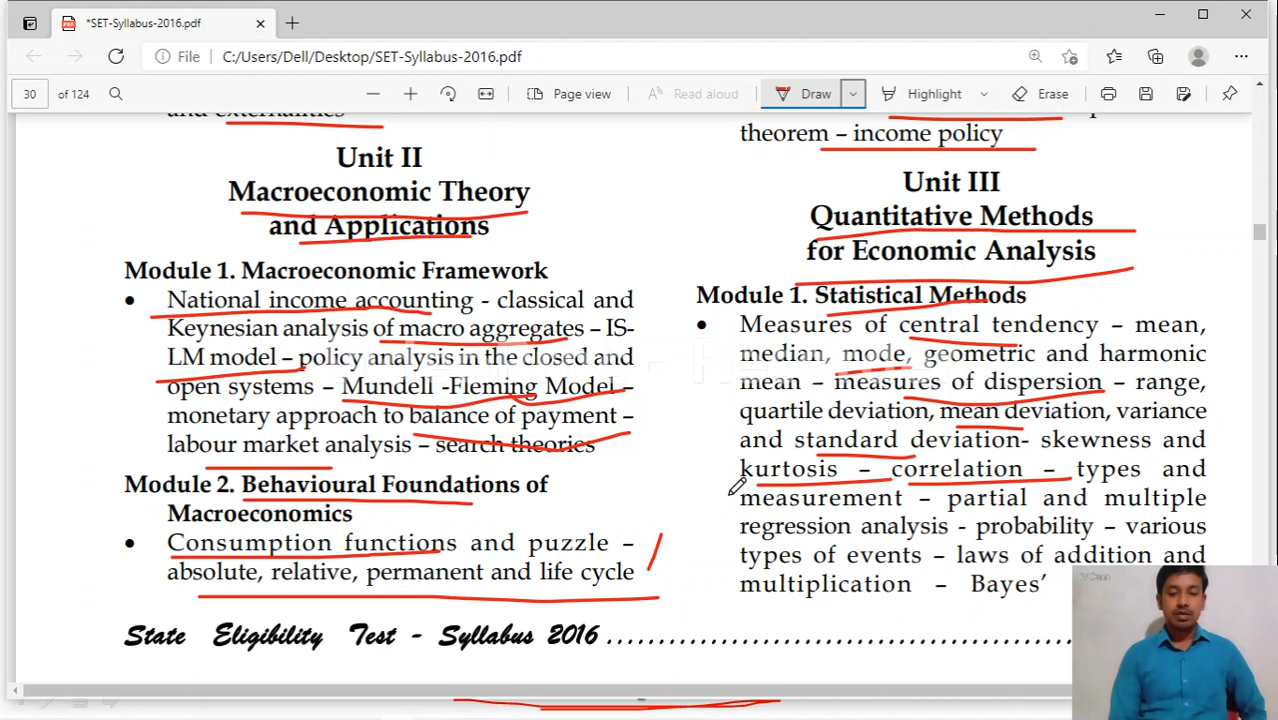 *SET-Syllabus-2016.pdf
File
C:/Users/Dell/Desktop/SET-Syllabus-2016.pdf
30 of 124
Page view
Read aloud
Draw
Highlight
Erase
and externalities
Unit II
Macroeconomic Theory
and Applications
Module 1. Macroeconomic Framework
• National income accounting - classical and
Keynesian analysis of macro aggregates – IS-
LM model – policy analysis in the closed and
open systems – Mundell -Fleming Model –
monetary approach to balance of payment –
labour market analysis – search theories
Module 2. Behavioural Foundations of
Macroeconomics
• Consumption functions and puzzle –
absolute, relative, permanent and life cycle
theorem – income policy
Unit III
Quantitative Methods
for Economic Analysis
Module 1. Statistical Methods
• Measures of central tendency – mean,
median, mode, geometric and harmonic
mean – measures of dispersion – range,
quartile deviation, mean deviation, variance
and standard deviation- skewness and
kurtosis – correlation – types and
measurement – partial and multiple
regression analysis - probability – various
types of events – laws of addition and
multiplication – Bayes’
State Eligibility Test - Syllabus 2016